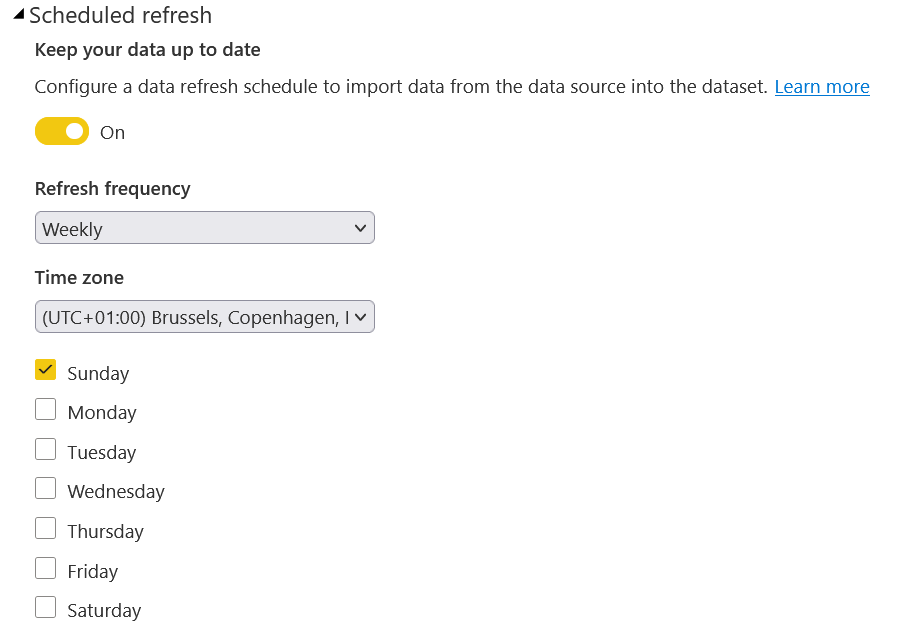 Scheduled refresh
Keep your data up to date
Configure a data refresh schedule to import data from the data source into the dataset. Learn more
On
Refresh frequency
Weekly
Time zone
(UTC+01:00) Brussels, Copenhagen,
Sunday
Monday
Tuesday
Wednesday
Thursday
Friday
Saturday